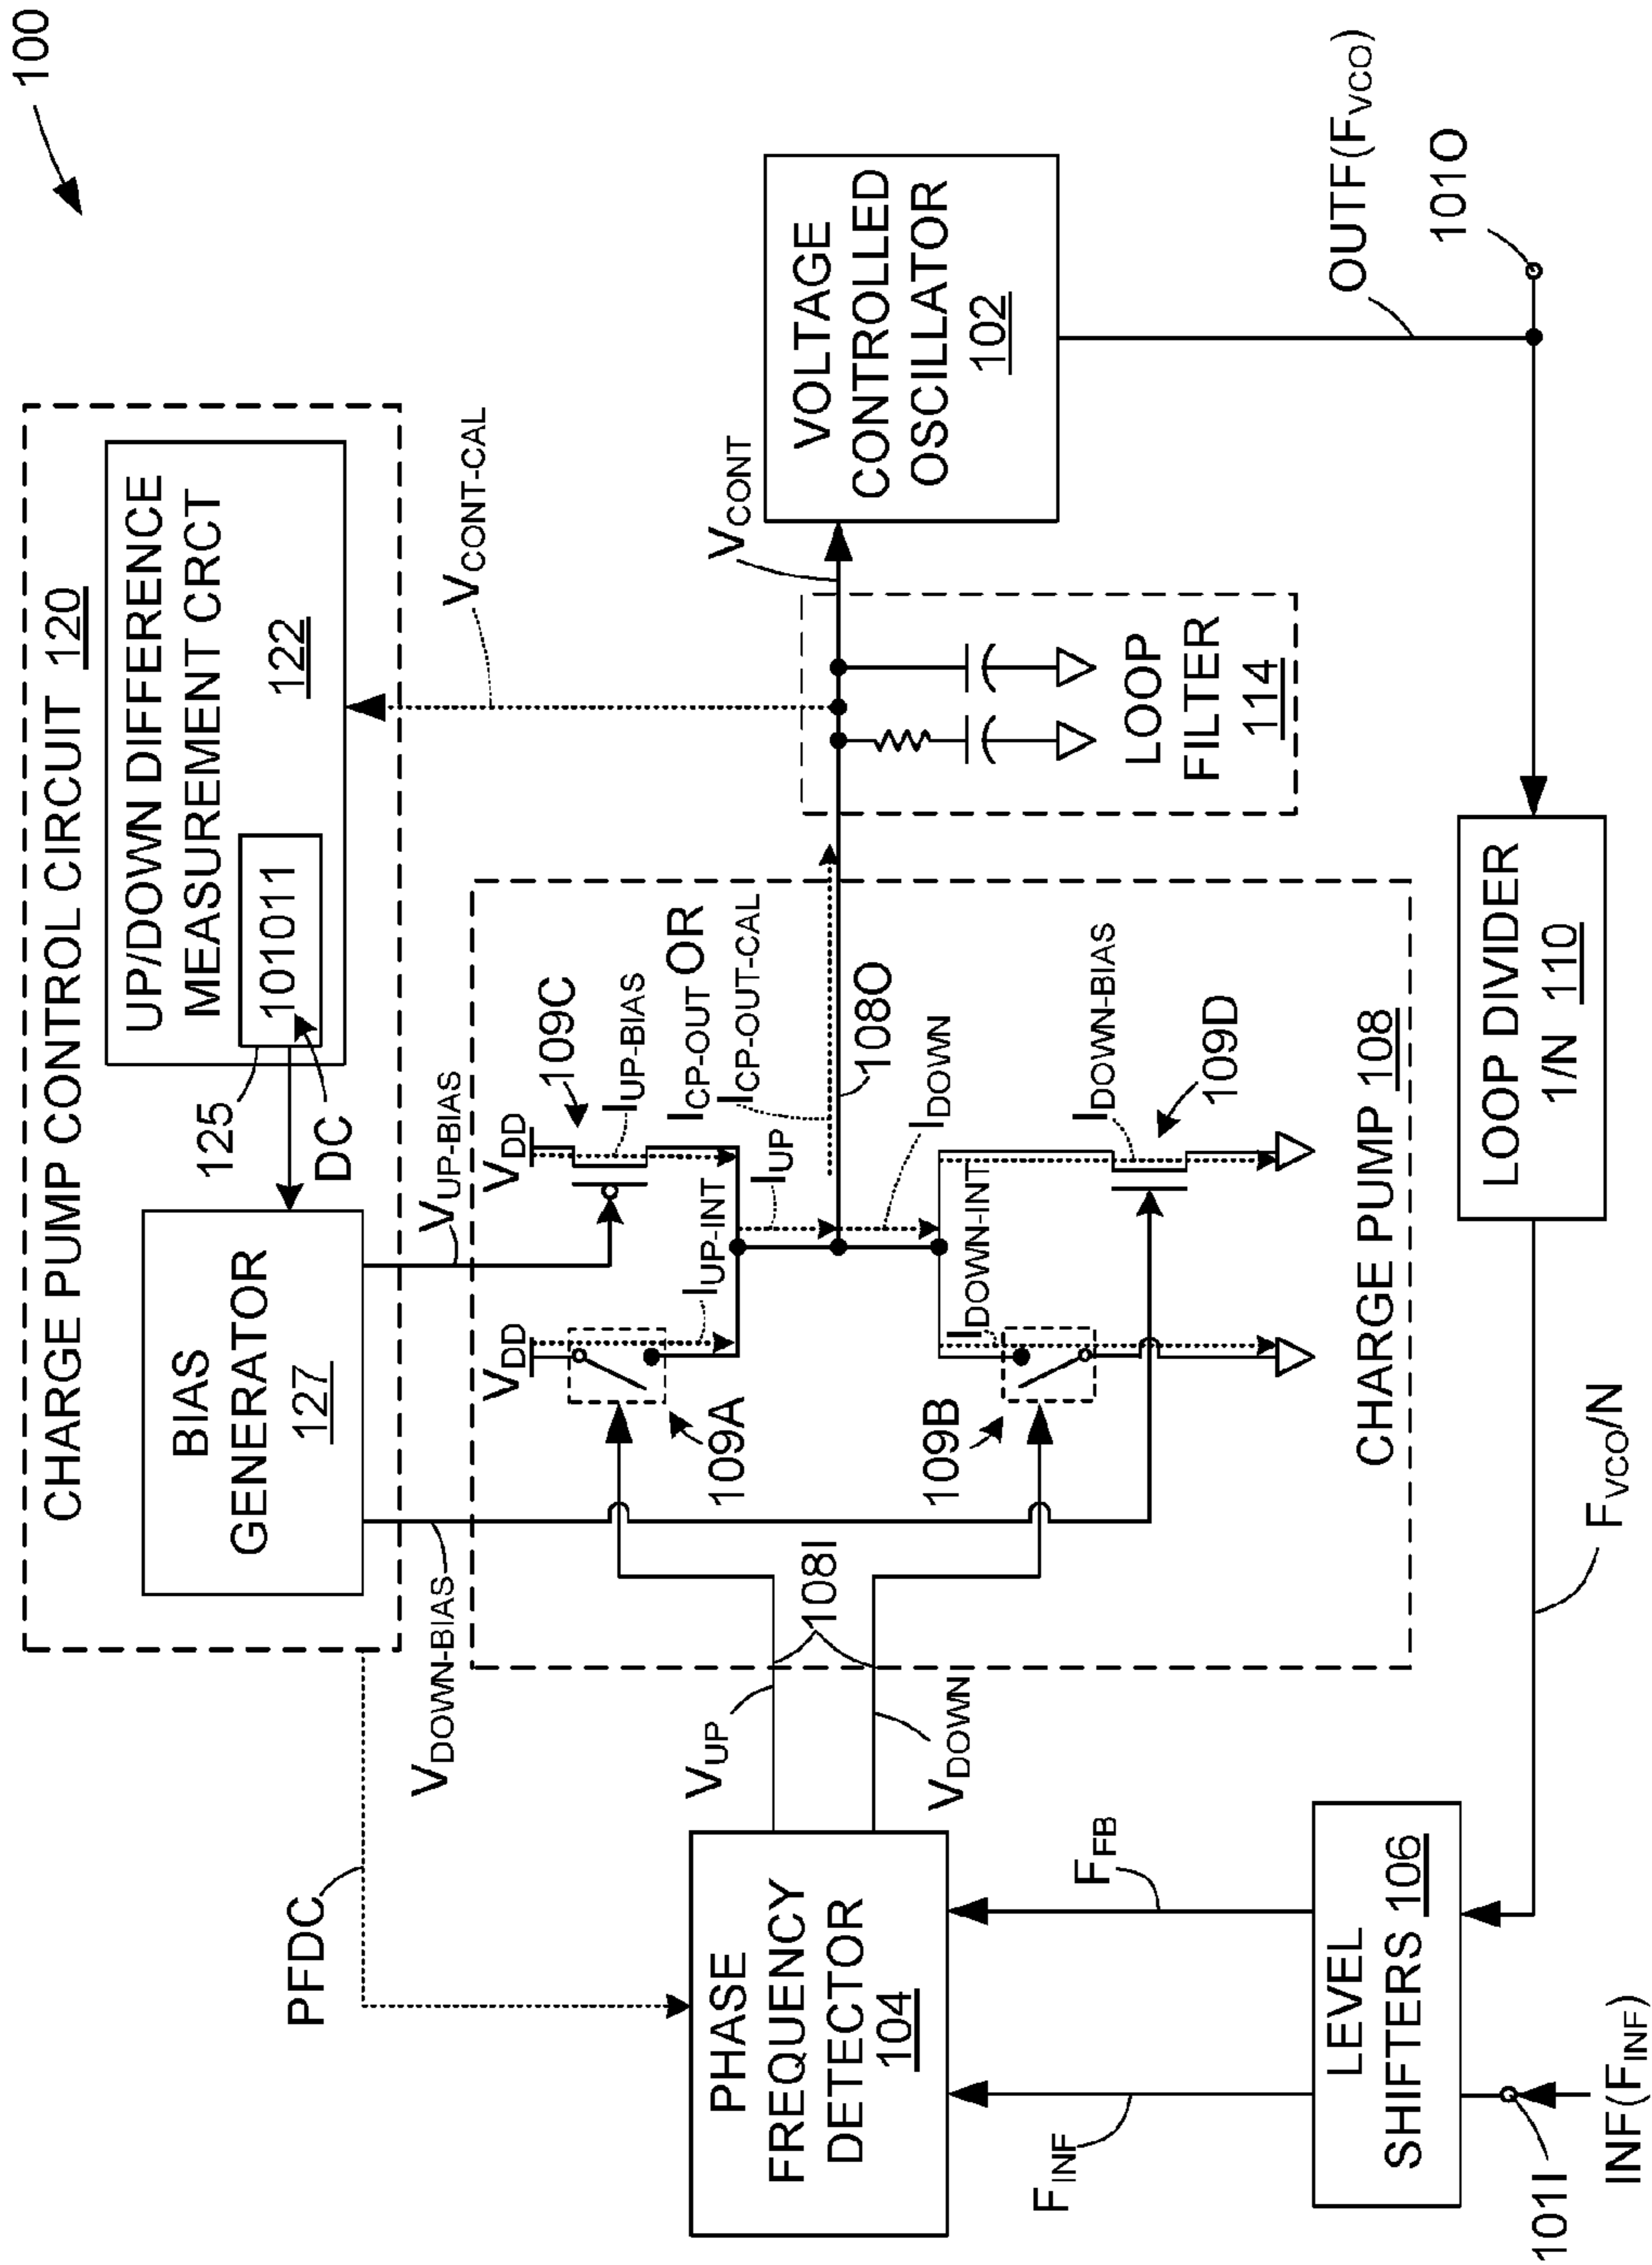 100
CHARGE PUMP CONTROL CIRCUIT 120
UP/DOWN DIFFERENCE
MEASUREMENT CRCT
122
101011
125
DC
BIAS
GENERATOR
127
PFDC
VDOWN-BIAS
VUP-BIAS
VCONT-CAL
VDD
VDD
109C
IUP-BIAS
IUP-INT
IUP
ICP-OUT OR
ICP-OUT-CAL
109A
108I
108O
VUP
VDOWN
IDOWN
IDOWN-INT
IDOWN-BIAS
109B
109D
CHARGE PUMP 108
VCONT
LOOP
FILTER
114
VOLTAGE
CONTROLLED
OSCILLATOR
102
PHASE
FREQUENCY
DETECTOR
104
FINF
FFB
LEVEL
SHIFTERS 106
101I
INF(FINF)
FVCO/N
LOOP DIVIDER
1/N 110
OUTF(FVCO)
101O